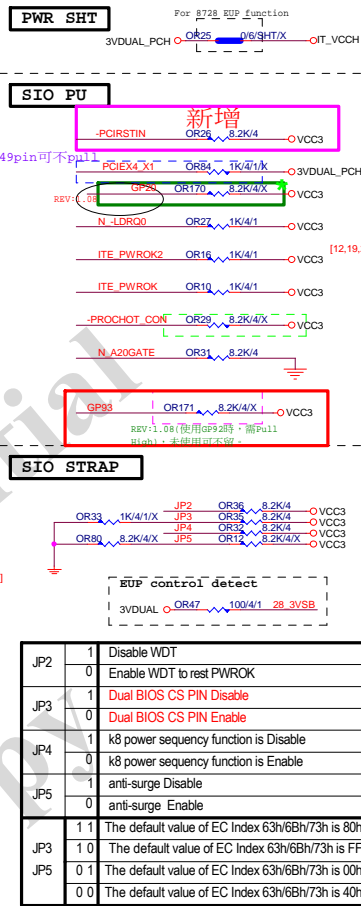 PWR SHT
For 8728 EUP function
3VDUAL_PCH OR25 0/6/SHT/X IT_VCCH
SIO PU
新增
-PCIRSTIN OR26 8.2K/4 VCC3
49pin可不pull
PCIEX4_X1 OR84 1K/4/1/X 3VDUAL_PCH
GP20 OR170 8.2K/4/X VCC3
REV:1.08
N_-LDRQ0 OR27 1K/4/1 VCC3
[12,19,
ITE_PWROK2 OR16 1K/4/1 VCC3
ITE_PWROK OR10 1K/4/1 VCC3
-PROCHOT_CON OR29 8.2K/4/X VCC3
N_A20GATE OR31 8.2K/4
GP93 OR171 8.2K/4/X VCC3
REV:1.08(使用GP92時,需Pull
High),未使用可不留。
SIO STRAP
JP2 OR36 8.2K/4 VCC3
OR33 1K/4/1/X JP3 OR35 8.2K/4 VCC3
JP4 OR32 8.2K/4 VCC3
OR80 8.2K/4/X JP5 OR12 8.2K/4/X VCC3
]
EUP control detect
3VDUAL OR47 100/4/1 28_3VSB
JP2 1 Disable WDT
0 Enable WDT to rest PWROK
JP3 1 Dual BIOS CS PIN Disable
0 Dual BIOS CS PIN Enable
JP4 1 k8 power sequency function is Disable
0 k8 power sequency function is Enable
JP5 1 anti-surge Disable
0 anti-surge Enable
JP3 JP5 1 1 The default value of EC Index 63h/6Bh/73h is 80h
1 0 The default value of EC Index 63h/6Bh/73h is FF
0 1 The default value of EC Index 63h/6Bh/73h is 00h
0 0 The default value of EC Index 63h/6Bh/73h is 40h